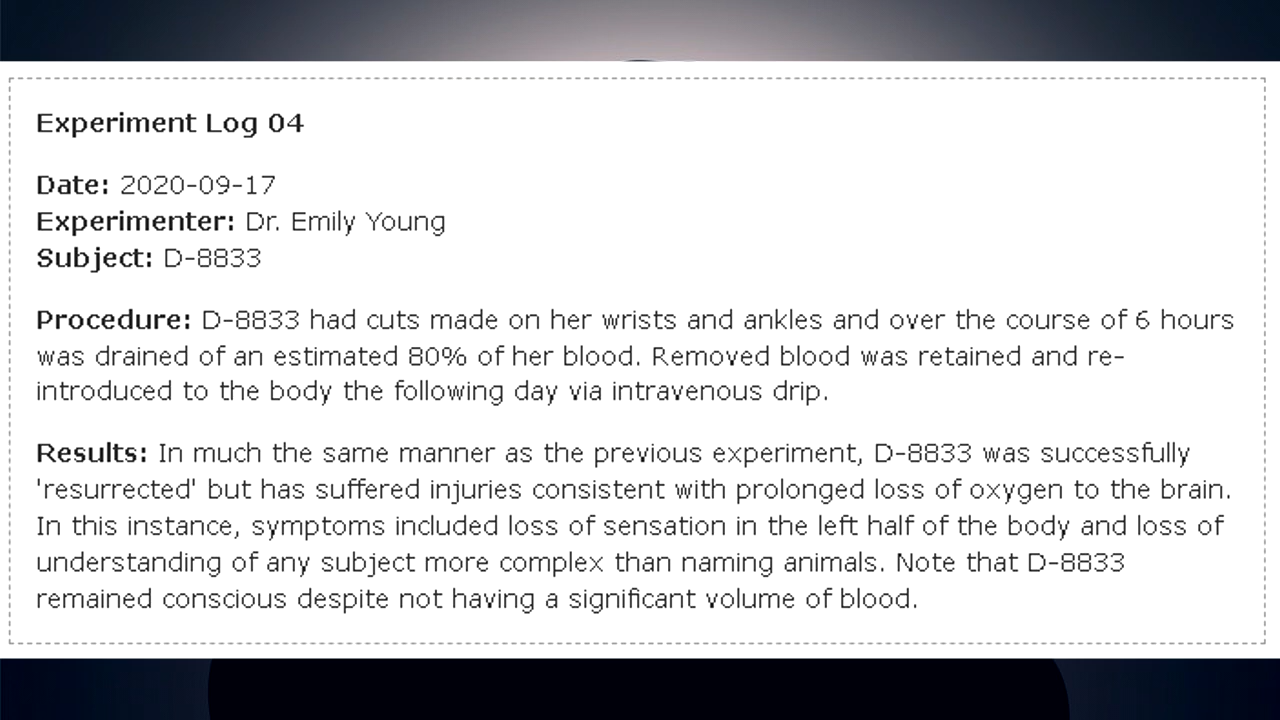 Experiment Log 04
Date: 2020-09-17
Experimenter: Dr. Emily Young
Subject: D-8833
Procedure: D-8833 had cuts made on her wrists and ankles and over the course of 6 hours
was drained of an estimated 80% of her blood. Removed blood was retained and re-
introduced to the body the following day via intravenous drip.
Results: In much the same manner as the previous experiment, D-8833 was successfully
'resurrected' but has suffered injuries consistent with prolonged loss of oxygen to the brain.
In this instance, symptoms included loss of sensation in the left half of the body and loss of
understanding of any subject more complex than naming animals. Note that D-8833
remained conscious despite not having a significant volume of blood.